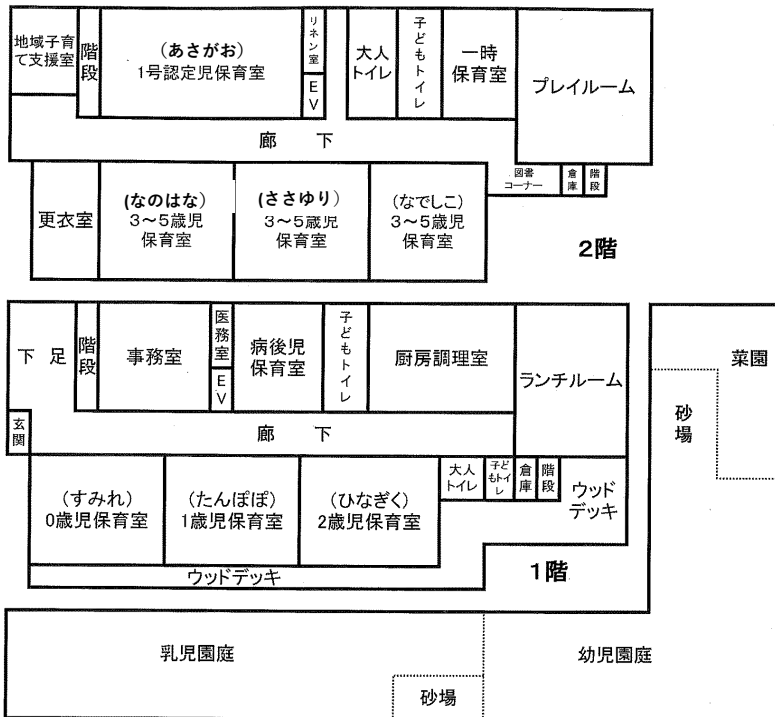 地域子育
て支援室
階段
(あさがお)
1号認定児保育室
リネン室
EV
大人
トイレ
子どもトイレ
一時
保育室
プレイルーム
廊 下
更衣室
(なのはな)
3～5歳児
保育室
(ささゆり)
3～5歳児
保育室
(なでしこ)
3～5歳児
保育室
図書
コーナー
倉庫
階段
2階
下 足
階段
事務室
医務室
EV
病後児
保育室
子どもトイレ
厨房調理室
ランチルーム
玄関
廊 下
(すみれ)
0歳児保育室
(たんぽぽ)
1歳児保育室
(ひなぎく)
2歳児保育室
大人
トイレ
子ど
もトイレ
倉庫
階段
ウッド
デッキ
ウッドデッキ
1階
菜園
砂場
乳児園庭
砂場
幼児園庭